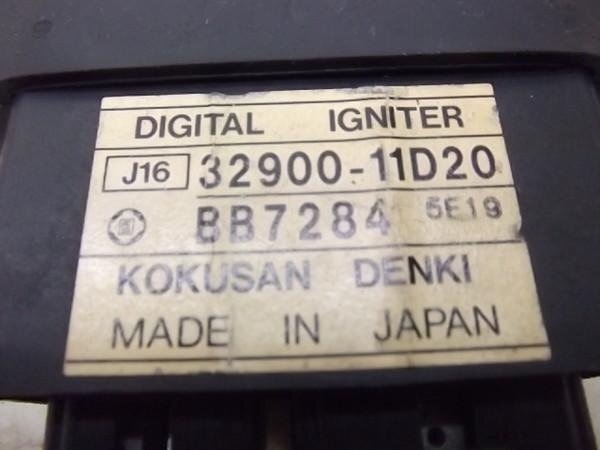 DIGITAL IGNITER
J16 32900-11D20
BB7284 5E19
KOKUSAN DENKI
MADE IN JAPAN